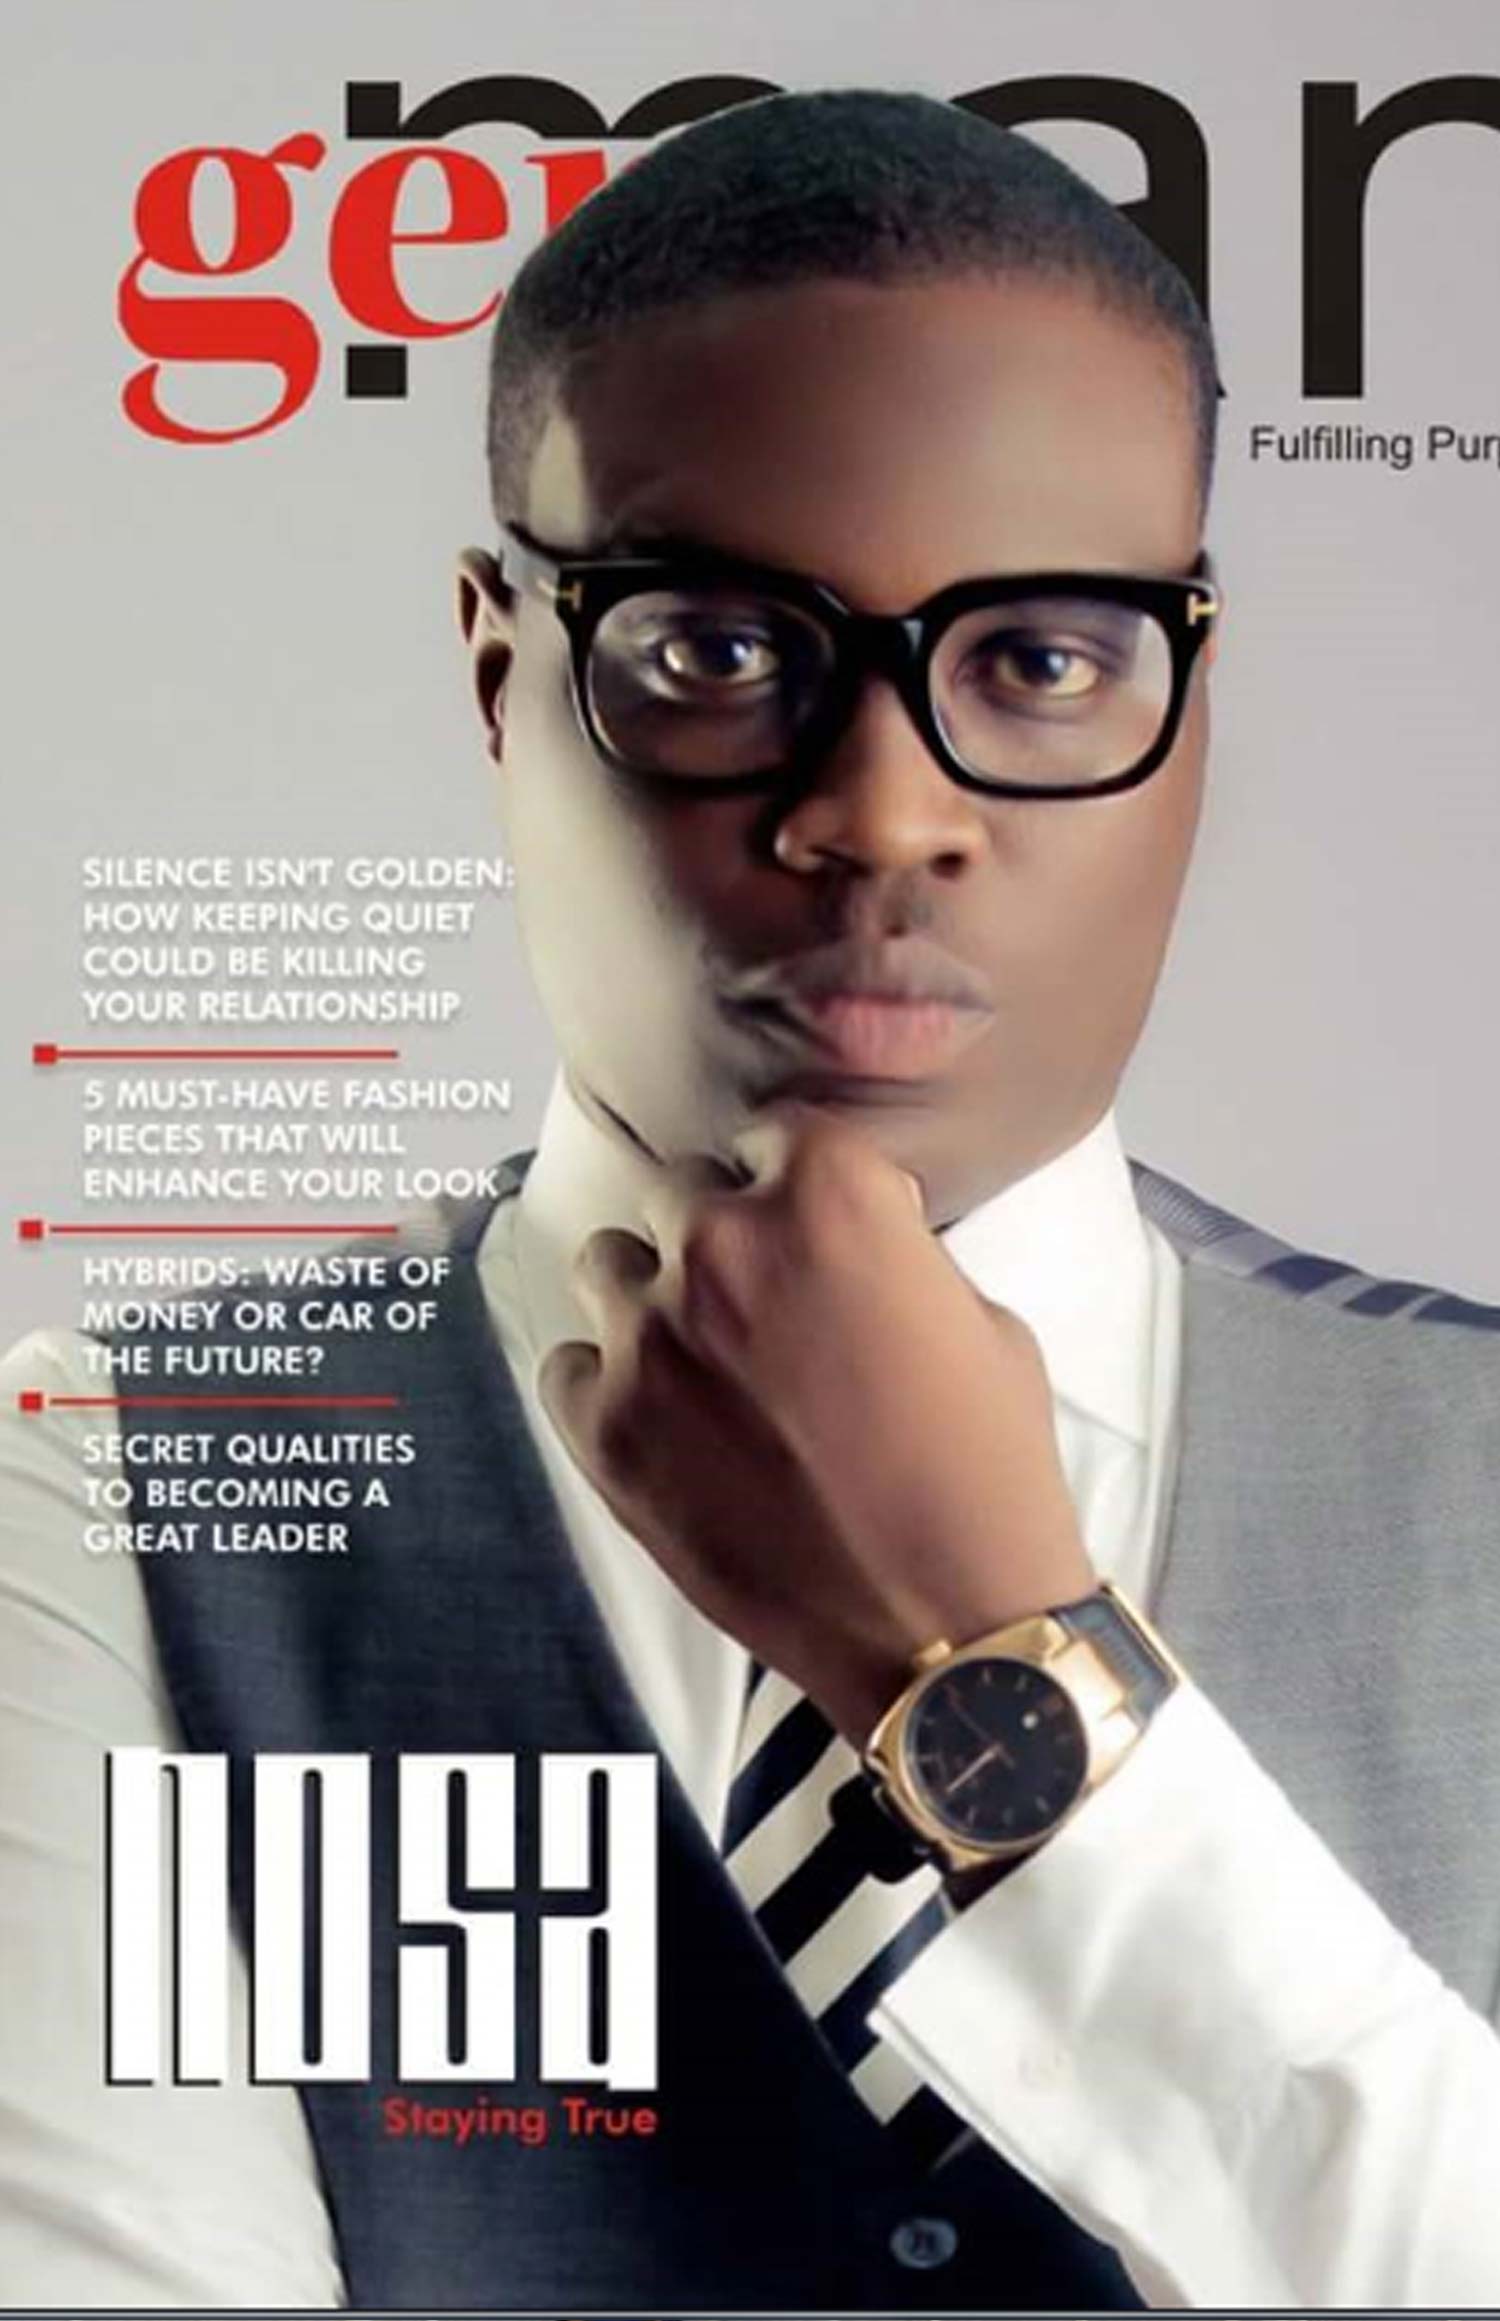 gen
man
Fulfilling
SILENCE ISN'T GOLDEN:
HOW KEEPING QUIET
COULD BE KILLING
YOUR RELATIONSHIP
5 MUST-HAVE FASHION
PIECES THAT WILL
ENHANCE YOUR LOOK
HYBRIDS: WASTE OF
MONEY OR CAR OF
THE FUTURE?
SECRET QUALITIES
TO BECOMING A
GREAT LEADER
nosa
Staying True